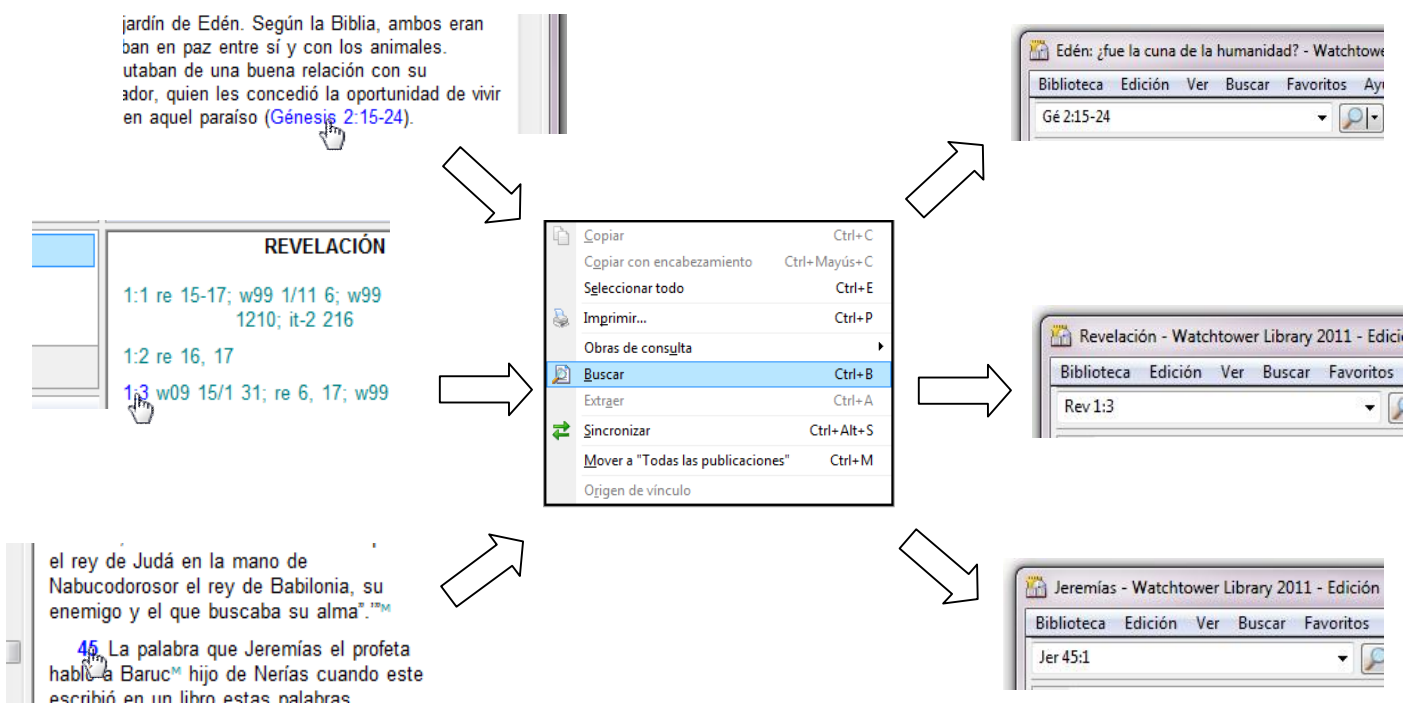 jardín de Edén. Según la Biblia, ambos eran
ban en paz entre sí y con los animales.
utaban de una buena relación con su
ador, quien les concedió la oportunidad de vivir
en aquel paraíso (Génesis 2:15-24).
REVELACIÓN
1:1 re 15-17; w99 1/11 6; w99
1210; it-2 216
1:2 re 16, 17
1:3 w09 15/1 31; re 6, 17; w99
el rey de Judá en la mano de
Nabucodorosor el rey de Babilonia, su
enemigo y el que buscaba su alma”.’”M
45 La palabra que Jeremías el profeta
habló a Baruc M hijo de Nerías cuando este
escribió en un libro estas palabras
Copiar Ctrl+C
Copiar con encabezamiento Ctrl+Mayús+C
Seleccionar todo Ctrl+E
Imprimir... Ctrl+P
Obras de consulta
Buscar Ctrl+B
Extraer Ctrl+A
Sincronizar Ctrl+Alt+S
Mover a "Todas las publicaciones" Ctrl+M
Origen de vínculo
Edén: ¿fue la cuna de la humanidad? - Watchtowe
Biblioteca Edición Ver Buscar Favoritos Ayu
Gé 2:15-24
Revelación - Watchtower Library 2011 - Edici
Biblioteca Edición Ver Buscar Favoritos
Rev 1:3
Jeremías - Watchtower Library 2011 - Edición
Biblioteca Edición Ver Buscar Favoritos
Jer 45:1